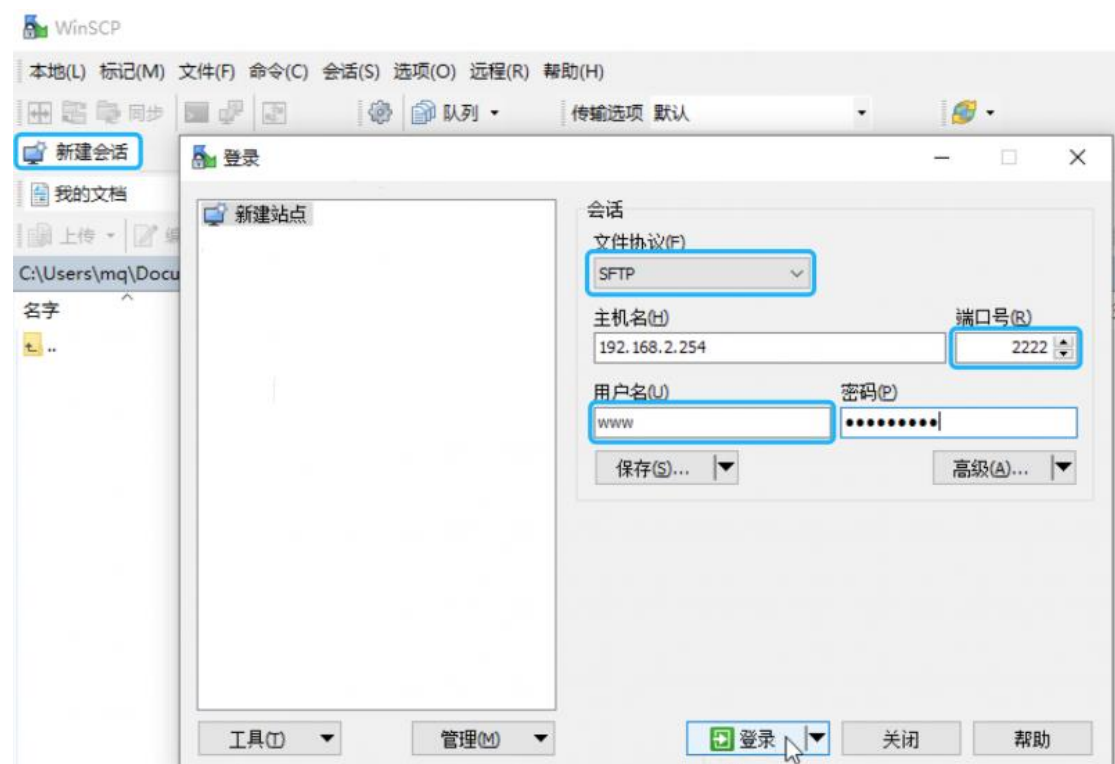 WinSCP
本地(L) 标记(M) 文件(F) 命令(C) 会话(S) 选项(O) 远程(R) 帮助(H)
同步 队列 传输选项 默认
新建会话
登录
我的文档
新建站点
会话
上传
文件协议(F)
C:\Users\mq\Docu
SFTP
名字
主机名(H) 端口号(R)
..
192.168.2.254 2222
用户名(U) 密码(P)
www ●●●●●●●●●
保存(S)... 高级(A)...
工具(T) 管理(M) 登录 关闭 帮助